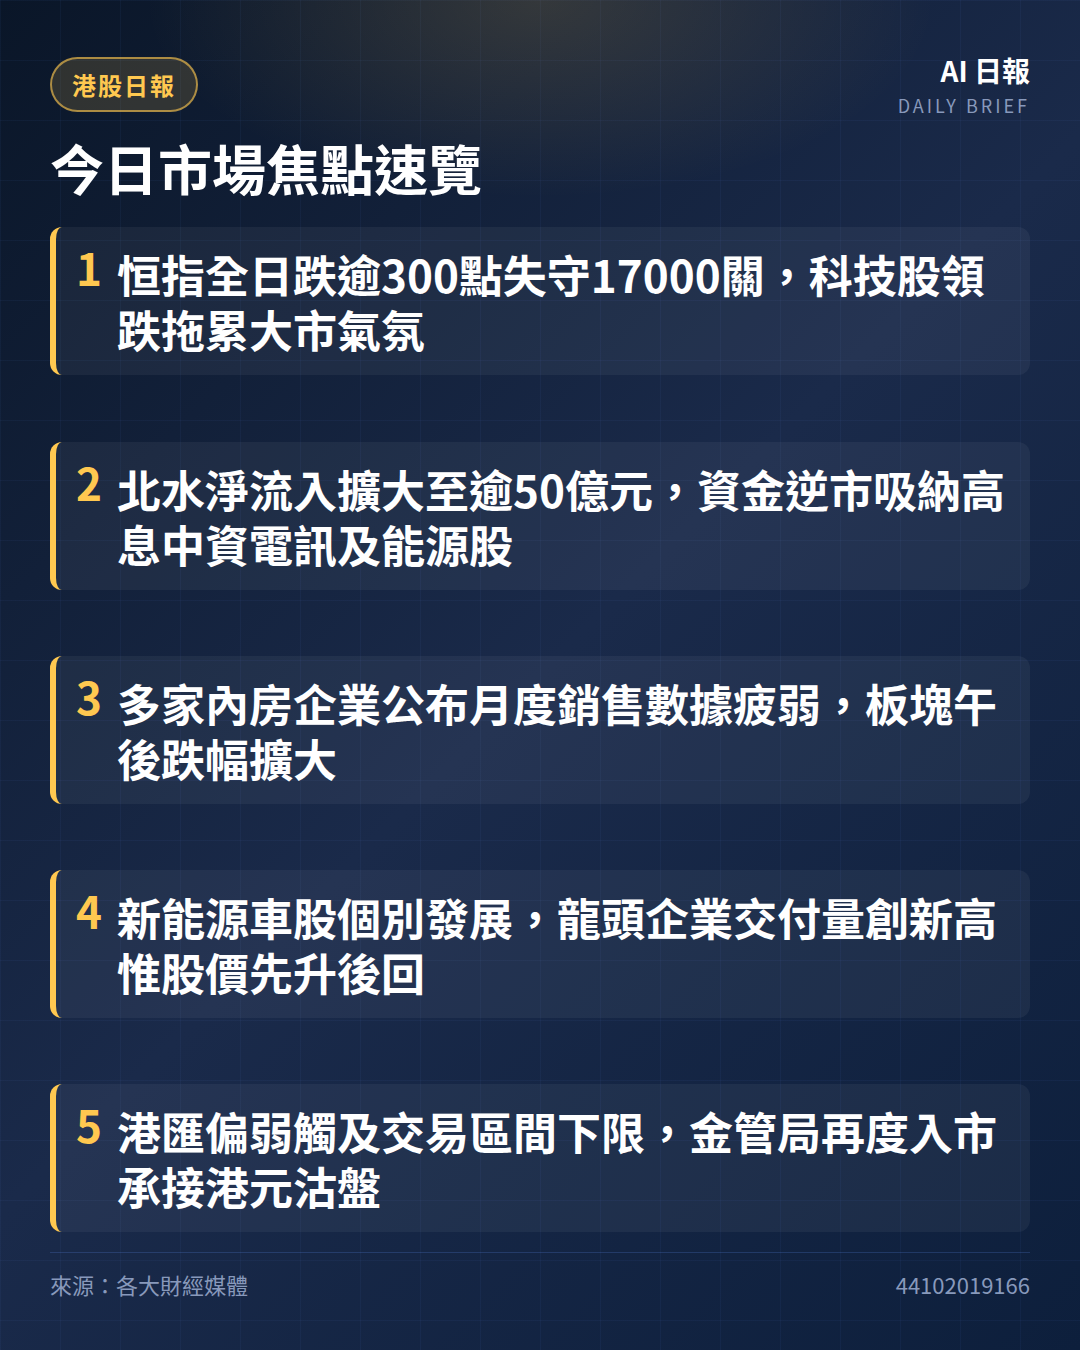 港股日報
AI 日報
DAILY BRIEF
今日市場焦點速覽
1 恒指全日跌逾300點失守17000關，科技股領
跌拖累大市氣氛
2 北水淨流入擴大至逾50億元，資金逆市吸納高
息中資電訊及能源股
3 多家內房企業公布月度銷售數據疲弱，板塊午
後跌幅擴大
4 新能源車股個別發展，龍頭企業交付量創新高
惟股價先升後回
5 港匯偏弱觸及交易區間下限，金管局再度入市
承接港元沽盤
來源：各大財經媒體
44102019166